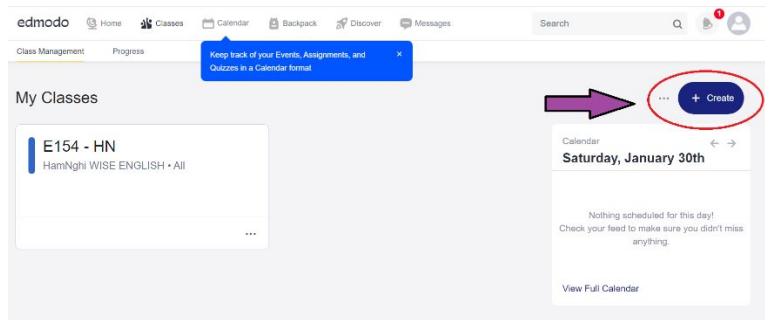 edmodo Home Classes Calendar Backpack Discover Messages Search 1
Class Management Progress
Keep track of your Events, Assignments, and ×
Quizzes in a Calendar format
My Classes
... + Create
E154 - HN
HamNghi WISE ENGLISH • All
...
Calendar ← →
Saturday, January 30th
Nothing scheduled for this day!
Check your feed to make sure you didn't miss
anything.
View Full Calendar